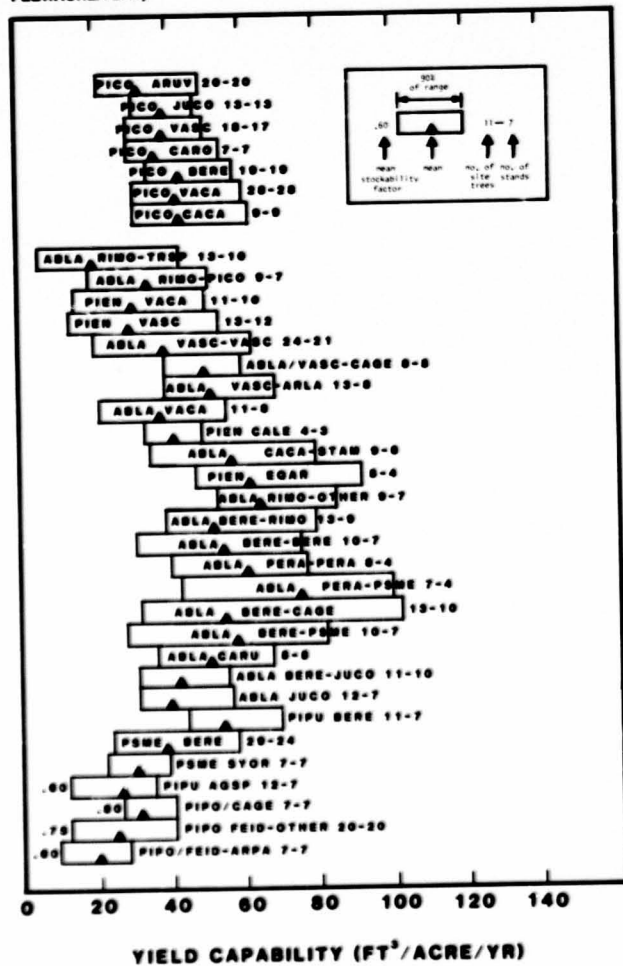 90%
of range
.60
11 — 7
mean
stockability
factor
mean
no. of
site
trees
no. of
stands
PICO ARUV 20-20
PICO JUCO 13-13
PICO VASC 18-17
PICO CARO 7-7
PICO BERE 19-19
PICO VACA 28-28
PICO CACA 9-9
ABLA RIMO-TRSP 13-10
ABLA RIMO-PICO 9-7
PIEN VACA 11-10
PIEN VASC 13-12
ABLA VASC-VASC 24-21
ABLA/VASC-CAGE 8-8
ABLA VASC-ARLA 13-8
ABLA VACA 11-8
PIEN CALE 4-3
ABLA CACA-STAM 9-6
PIEN EQAR 8-4
ABLA RIMO-OTHER 9-7
ABLA BERE-RIMO 13-9
ABLA BERE-BERE 10-7
ABLA PERA-PERA 8-4
ABLA PERA-PSME 7-4
ABLA BERE-CAGE 13-10
ABLA BERE-PSME 10-7
ABLA CARU 8-8
ABLA BERE-JUCO 11-10
ABLA JUCO 12-7
PIPU BERE 11-7
PSME BERE 29-24
PSME SYOR 7-7
.60 PIPU AGSP 12-7
.90 PIPO/CAGE 7-7
.75 PIPO FEID-OTHER 20-20
.60 PIPO/FEID-ARPA 7-7
0 20 40 60 80 100 120 140
YIELD CAPABILITY (FT³/ACRE/YR)